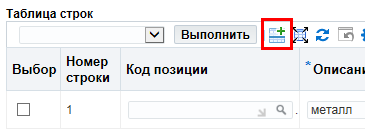 Таблица строк
Выполнить
Выбор Номер строки Код позиции * Описани
1 . металл